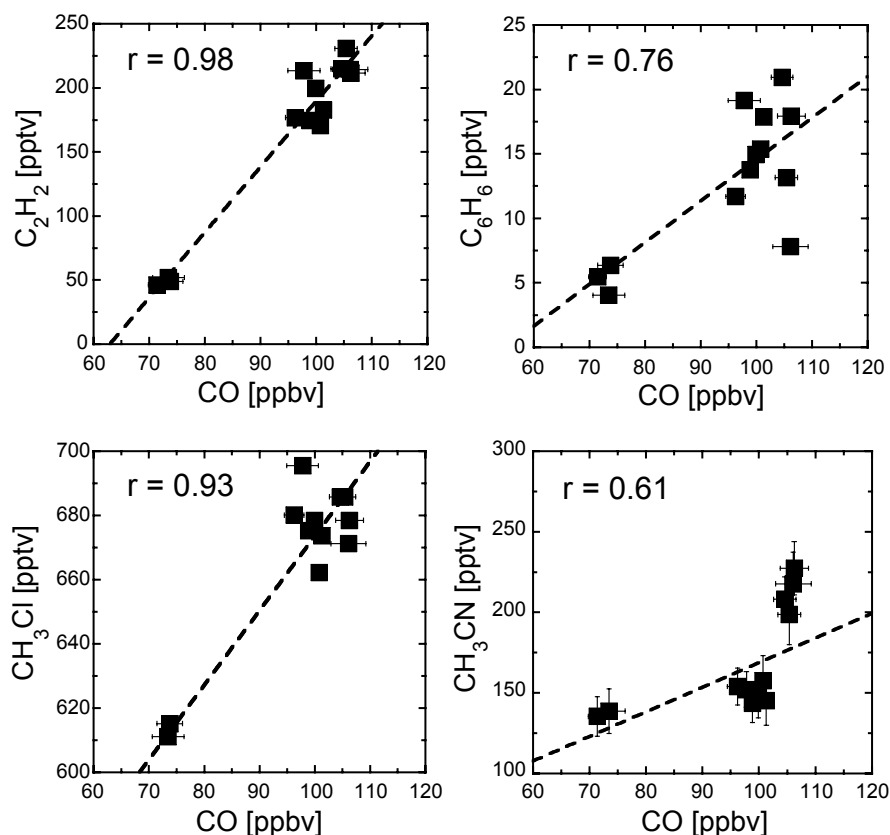 r = 0.98
C₂H₂ [pptv]
250
200
150
100
50
0
60 70 80 90 100 110 120
CO [ppbv]
r = 0.76
C₆H₆ [pptv]
25
20
15
10
5
0
60 70 80 90 100 110 120
CO [ppbv]
r = 0.93
CH₃Cl [pptv]
700
680
660
640
620
600
60 70 80 90 100 110 120
CO [ppbv]
r = 0.61
CH₃CN [pptv]
300
250
200
150
100
60 70 80 90 100 110 120
CO [ppbv]